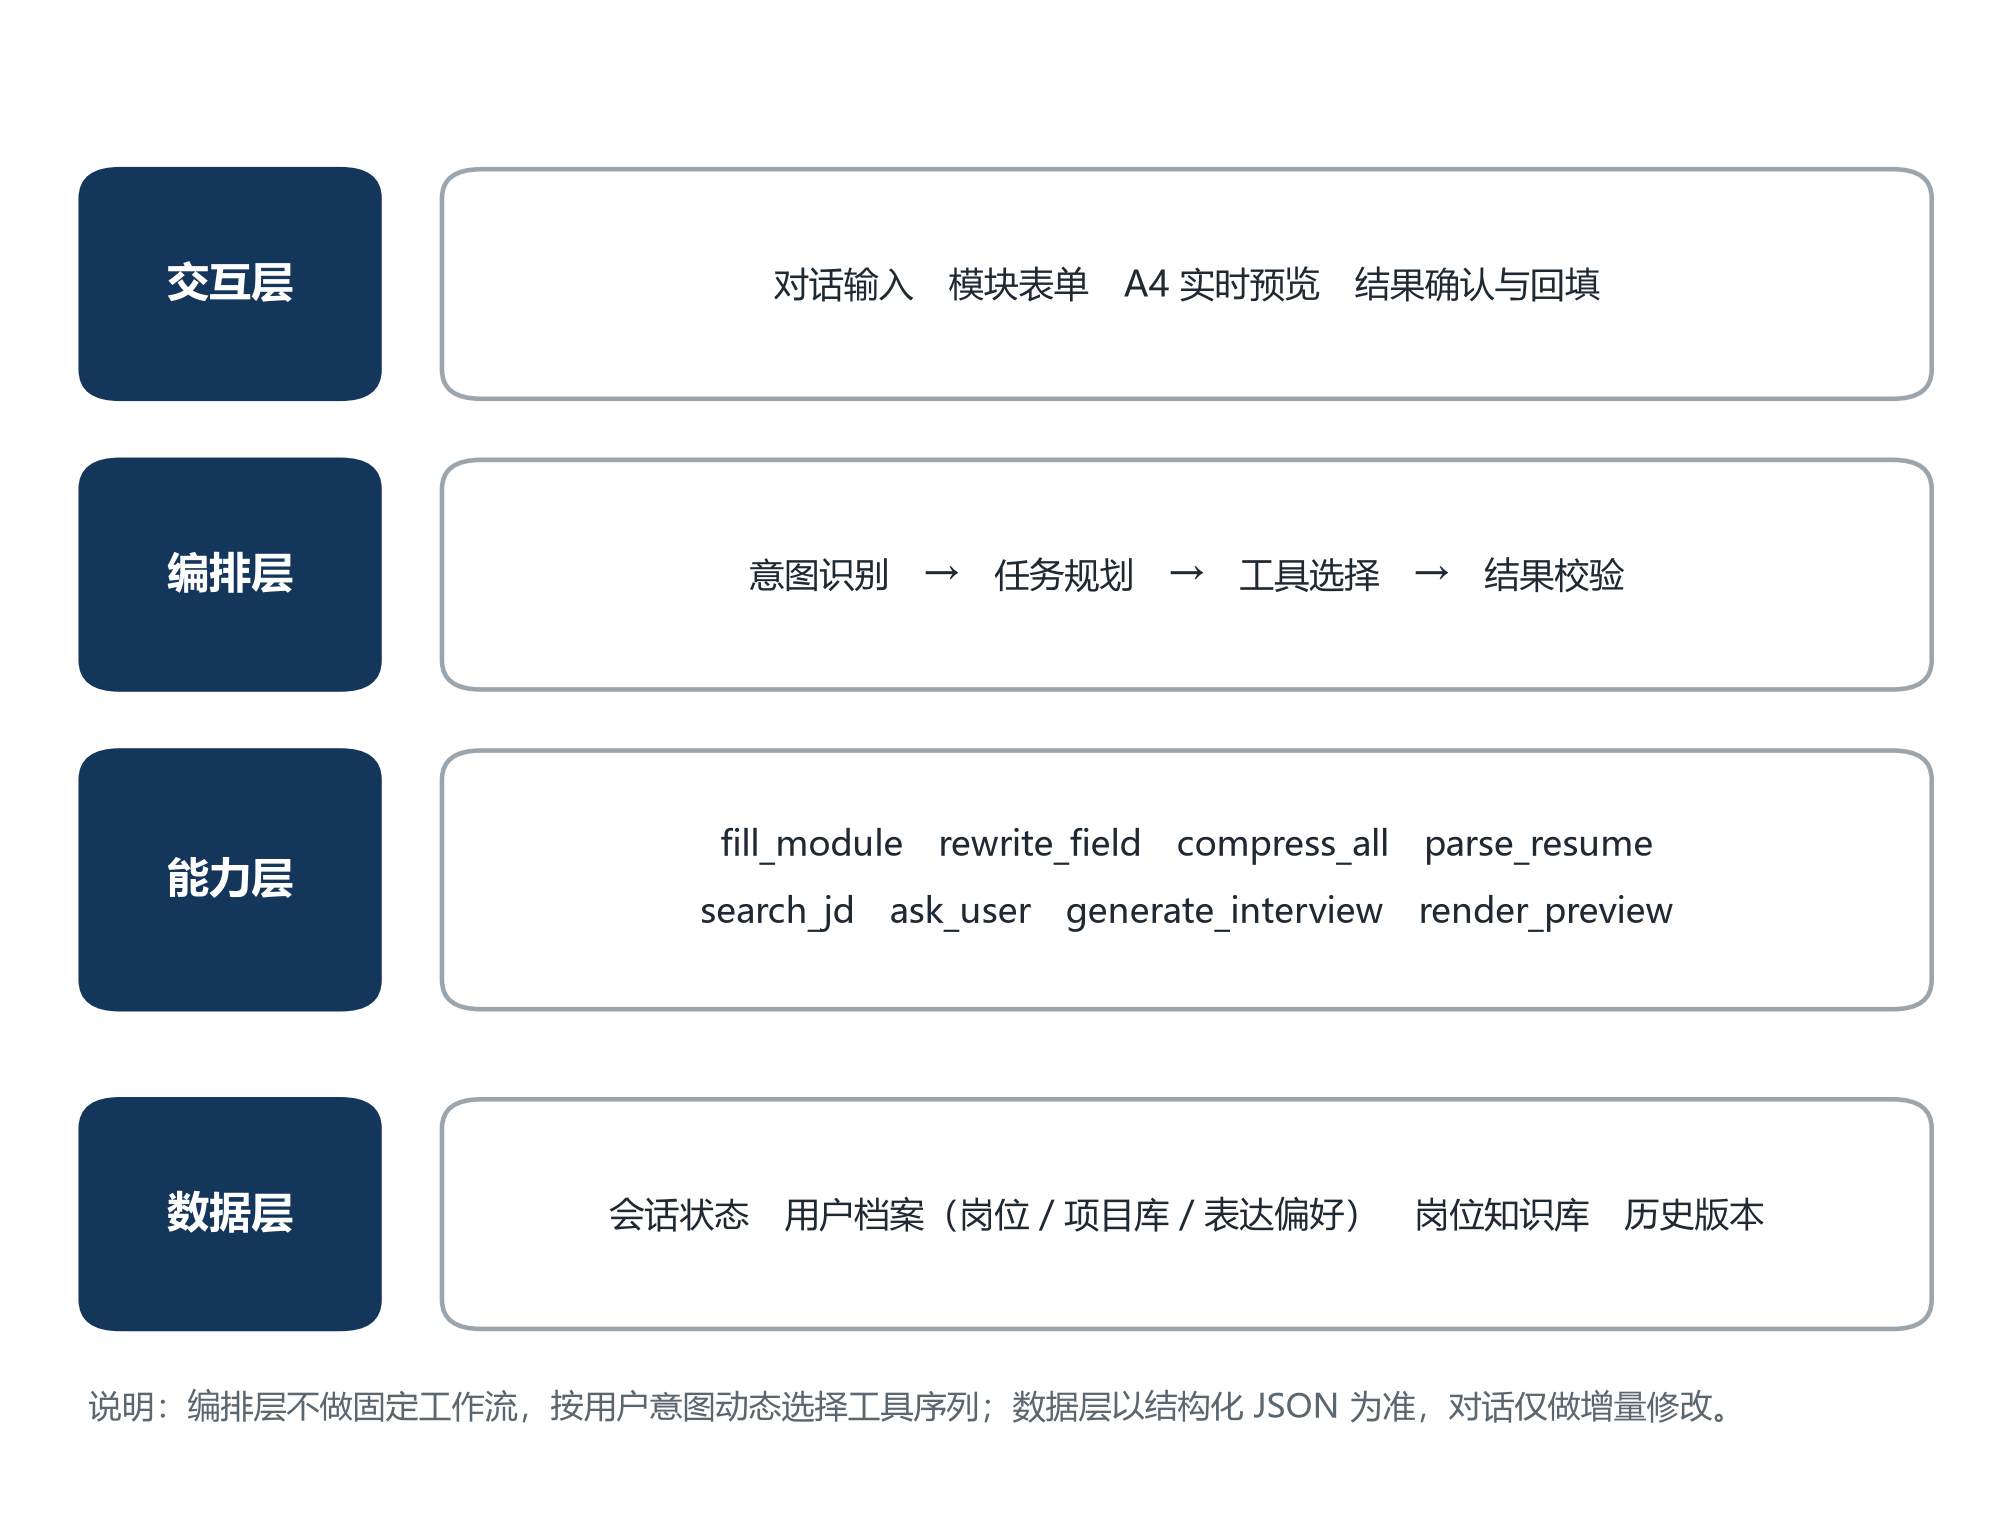 交互层
对话输入 模块表单 A4 实时预览 结果确认与回填
编排层
意图识别 → 任务规划 → 工具选择 → 结果校验
能力层
fill_module rewrite_field compress_all parse_resume
search_jd ask_user generate_interview render_preview
数据层
会话状态 用户档案（岗位 / 项目库 / 表达偏好） 岗位知识库 历史版本
说明：编排层不做固定工作流，按用户意图动态选择工具序列；数据层以结构化 JSON 为准，对话仅做增量修改。